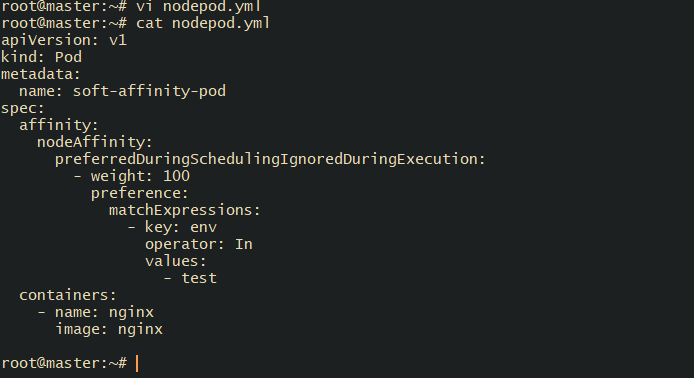 root@master:~# vi nodepod.yml
root@master:~# cat nodepod.yml
apiVersion: v1
kind: Pod
metadata:
  name: soft-affinity-pod
spec:
  affinity:
    nodeAffinity:
      preferredDuringSchedulingIgnoredDuringExecution:
        - weight: 100
          preference:
            matchExpressions:
              - key: env
                operator: In
                values:
                  - test
  containers:
    - name: nginx
      image: nginx

root@master:~#